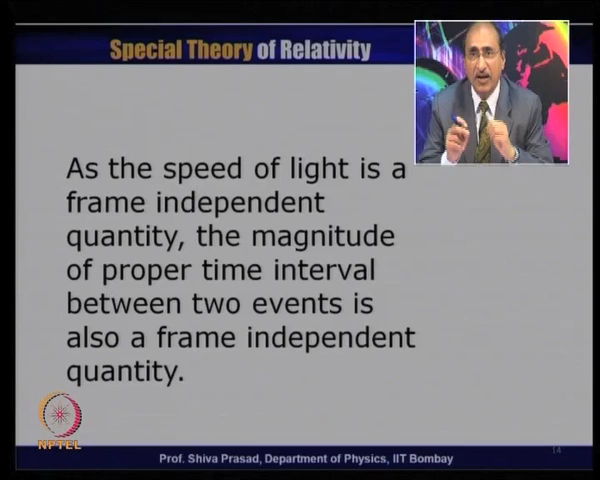 Special Theory of Relativity
As the speed of light is a
frame independent
quantity, the magnitude
of proper time interval
between two events is
also a frame independent
quantity.
NPTEL
14
Prof. Shiva Prasad, Department of Physics, IIT Bombay